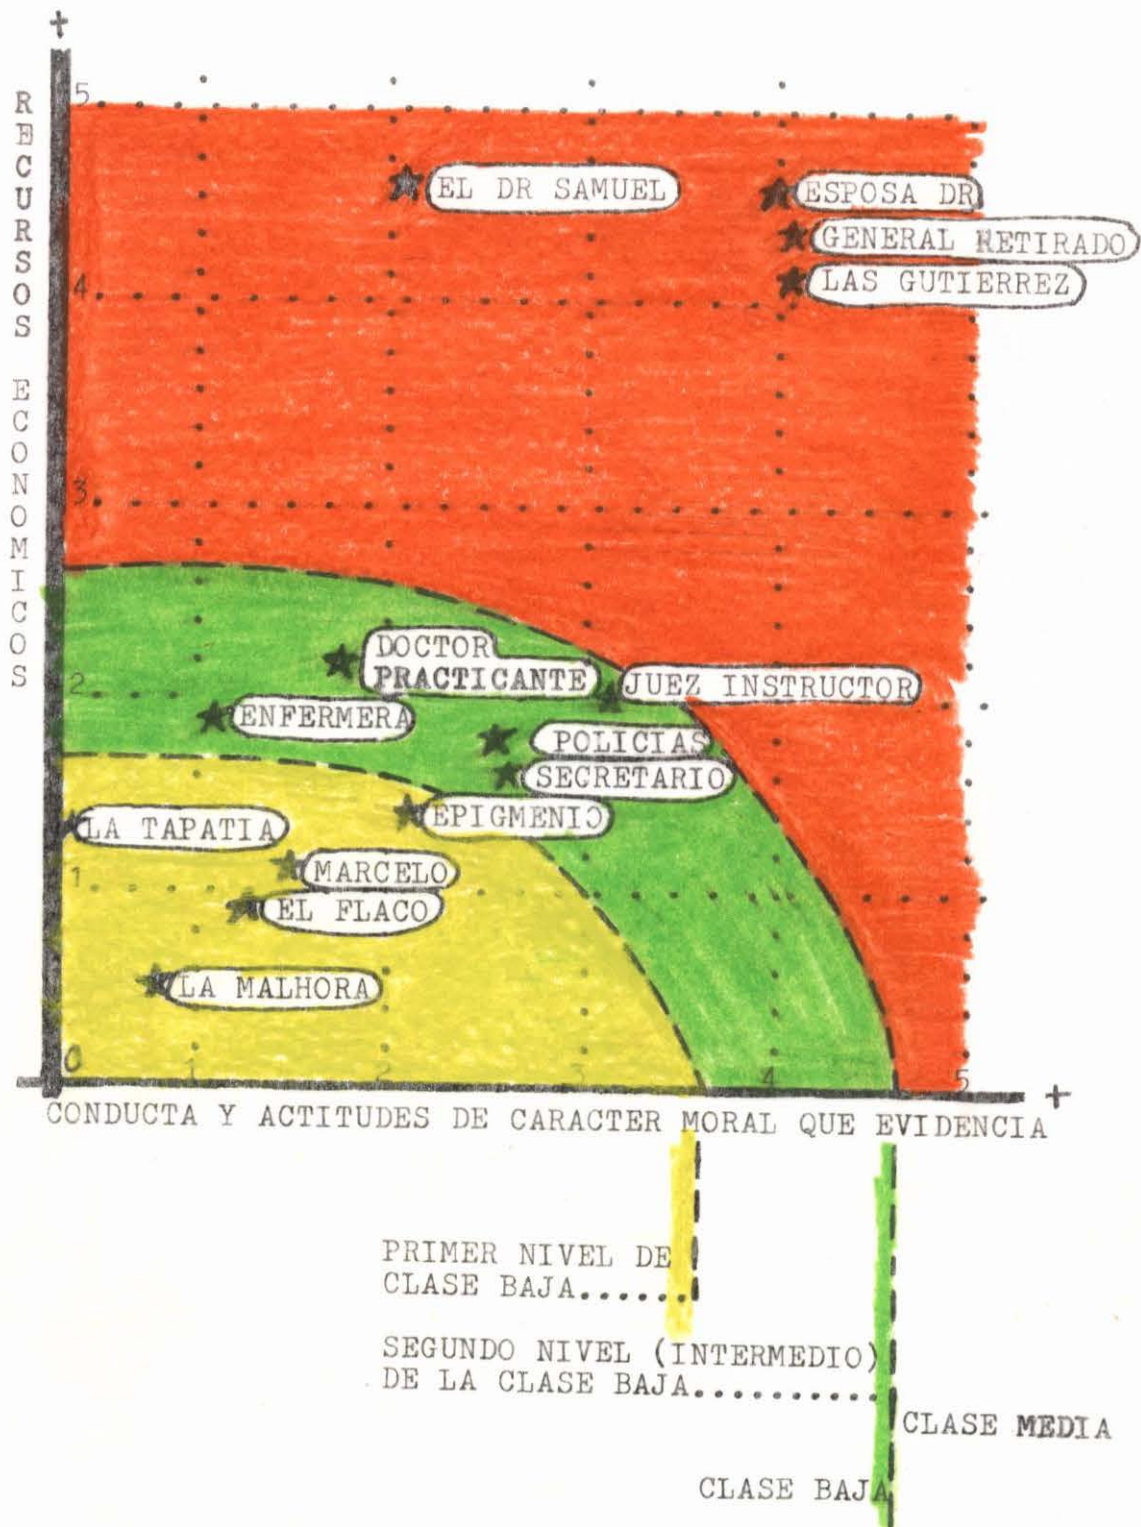 +
RECURSOS ECONOMICOS
5
EL DR SAMUEL
ESPOSA DR
GENERAL RETIRADO
LAS GUTIERREZ
4
3
DOCTOR
PRACTICANTE
JUEZ INSTRUCTOR
2
ENFERMERA
POLICIAS
SECRETARIO
EPIGMENIO
LA TAPATIA
MARCELO
1
EL FLACO
LA MALHORA
0 1 2 3 4 5
+
CONDUCTA Y ACTITUDES DE CARACTER MORAL QUE EVIDENCIA
PRIMER NIVEL DE
CLASE BAJA......
SEGUNDO NIVEL (INTERMEDIO)
DE LA CLASE BAJA..........
CLASE MEDIA
CLASE BAJA